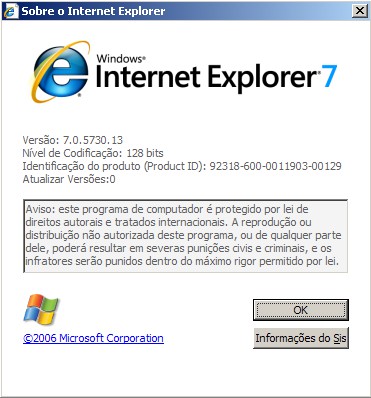 Sobre o Internet Explorer
Windows®
Internet Explorer 7
Versão: 7.0.5730.13
Nível de Codificação: 128 bits
Identificação do produto (Product ID): 92318-600-0011903-00129
Atualizar Versões:0
Aviso: este programa de computador é protegido por lei de
direitos autorais e tratados internacionais. A reprodução ou
distribuição não autorizada deste programa, ou de qualquer parte
dele, poderá resultar em severas punições civis e criminais, e os
infratores serão punidos dentro do máximo rigor permitido por lei.
OK
©2006 Microsoft Corporation
Informações do Sis